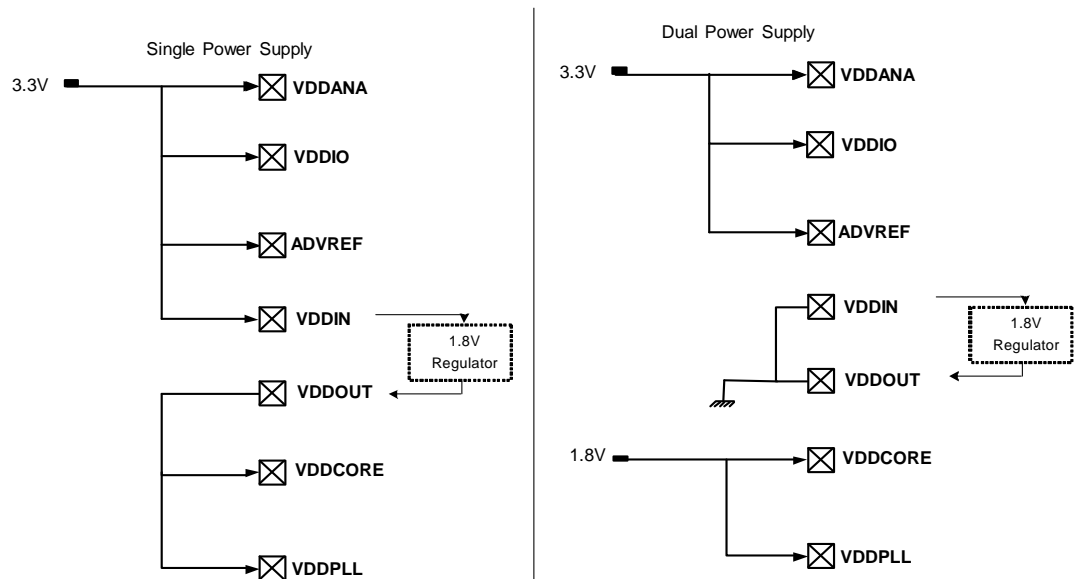 Single Power Supply
3.3V
VDDANA
VDDIO
ADVREF
VDDIN
1.8V
Regulator
VDDOUT
VDDCORE
VDDPLL
Dual Power Supply
3.3V
VDDANA
VDDIO
ADVREF
VDDIN
1.8V
Regulator
VDDOUT
1.8V
VDDCORE
VDDPLL